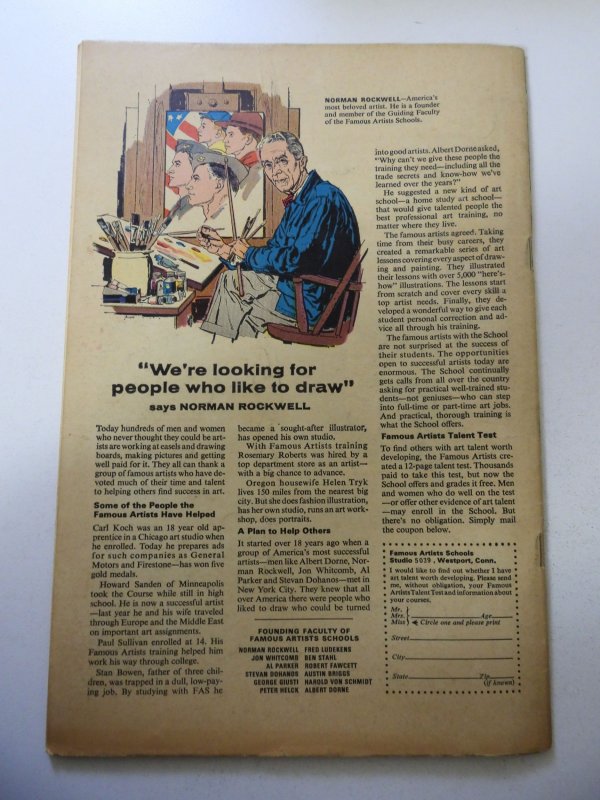 NORMAN ROCKWELL—America's
most beloved artist. He is a founder
and member of the Guiding Faculty
of the Famous Artists Schools.
"We're looking for
people who like to draw"
says NORMAN ROCKWELL
Today hundreds of men and women
who never thought they could be art-
ists are working at easels and drawing
boards, making pictures and getting
well paid for it. They all can thank a
group of famous artists who have de-
voted much of their time and talent
to helping others find success in art.
Some of the People the
Famous Artists Have Helped
Carl Koch was an 18 year old ap-
prentice in a Chicago art studio when
he enrolled. Today he prepares ads
for such companies as General
Motors and Firestone—has won five
gold medals.
Howard Sanden of Minneapolis
took the Course while still in high
school. He is now a successful artist
—last year he and his wife traveled
through Europe and the Middle East
on important art assignments.
Paul Sullivan enrolled at 14. His
Famous Artists training helped him
work his way through college.
Stan Bowen, father of three chil-
dren, was trapped in a dull, low-pay-
ing job. By studying with FAS he
became a sought-after illustrator,
has opened his own studio.
With Famous Artists training
Rosemary Roberts was hired by a
top department store as an artist—
with a big chance to advance.
Oregon housewife Helen Tryk
lives 150 miles from the nearest big
city. But she does fashion illustration,
has her own studio, runs an art work-
shop, does portraits.
A Plan to Help Others
It started over 18 years ago when a
group of America's most successful
artists—men like Albert Dorne, Nor-
man Rockwell, Jon Whitcomb, Al
Parker and Stevan Dohanos—met in
New York City. They knew that all
over America there were people who
liked to draw who could be turned
FOUNDING FACULTY OF
FAMOUS ARTISTS SCHOOLS
NORMAN ROCKWELL FRED LUDEKENS
JON WHITCOMB BEN STAHL
AL PARKER ROBERT FAWCETT
STEVAN DOHANOS AUSTIN BRIGGS
GEORGE GIUSTI HAROLD VON SCHMIDT
PETER HELCK ALBERT DORNE
into good artists. Albert Dorne asked,
"Why can't we give these people the
training they need—including all the
trade secrets and know-how we've
learned over the years?"
He suggested a new kind of art
school—a home study art school—
that would give talented people the
best professional art training, no
matter where they live.
The famous artists agreed. Taking
time from their busy careers, they
created a remarkable series of art
lessons covering every aspect of draw-
ing and painting. They illustrated
their lessons with over 5,000 "here's-
how" illustrations. The lessons start
from scratch and cover every skill a
top artist needs. Finally, they de-
veloped a wonderful way to give each
student personal correction and ad-
vice all through his training.
The famous artists with the School
are not surprised at the success of
their students. The opportunities
open to successful artists today are
enormous. The School continually
gets calls from all over the country
asking for practical well-trained stu-
dents—not geniuses—who can step
into full-time or part-time art jobs.
And practical, thorough training is
what the School offers.
Famous Artists Talent Test
To find others with art talent worth
developing, the Famous Artists cre-
ated a 12-page talent test. Thousands
paid to take this test, but now the
School offers and grades it free. Men
and women who do well on the test
—or offer other evidence of art talent
—may enroll in the School. But
there's no obligation. Simply mail
the coupon below.
Famous Artists Schools
Studio 5039, Westport, Conn.
I would like to find out whether I have
art talent worth developing. Please send
me, without obligation, your Famous
Artists Talent Test and information about
your courses.
Mr.
Mrs. Age
Miss Circle one and please print
Street
City
State Zip
(if known)